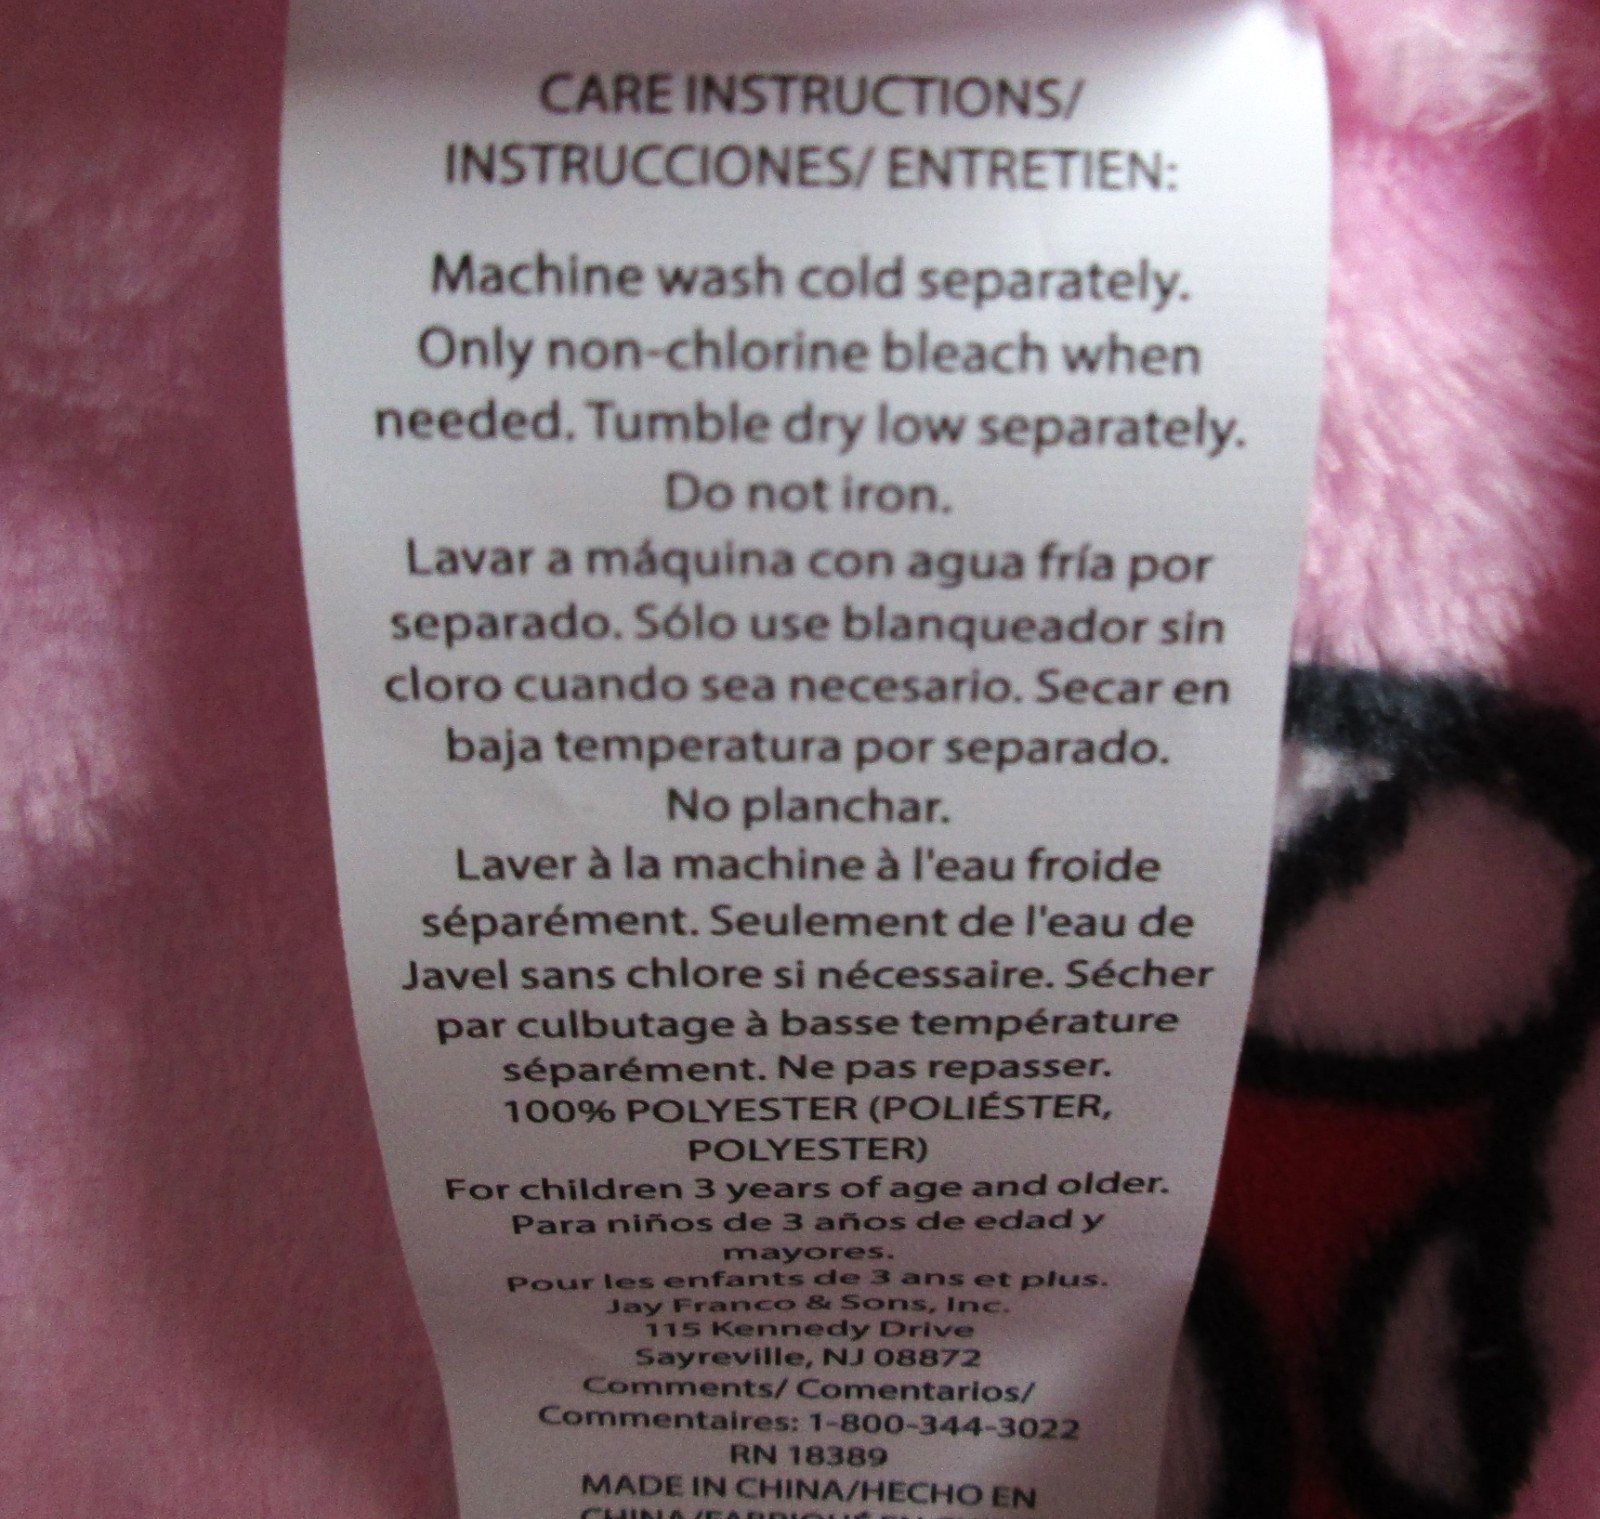 CARE INSTRUCTIONS/
INSTRUCCIONES/ ENTRETIEN:
Machine wash cold separately.
Only non-chlorine bleach when
needed. Tumble dry low separately.
Do not iron.
Lavar a máquina con agua fría por
separado. Sólo use blanqueador sin
cloro cuando sea necesario. Secar en
baja temperatura por separado.
No planchar.
Laver à la machine à l'eau froide
séparément. Seulement de l'eau de
Javel sans chlore si nécessaire. Sécher
par culbutage à basse température
séparément. Ne pas repasser.
100% POLYESTER (POLIÉSTER,
POLYESTER)
For children 3 years of age and older.
Para niños de 3 años de edad y
mayores.
Pour les enfants de 3 ans et plus.
Jay Franco & Sons, Inc.
115 Kennedy Drive
Sayreville, NJ 08872
Comments/ Comentarios/
Commentaires: 1-800-344-3022
RN 18389
MADE IN CHINA/HECHO EN
CHINA/FABRIQUÉ EN